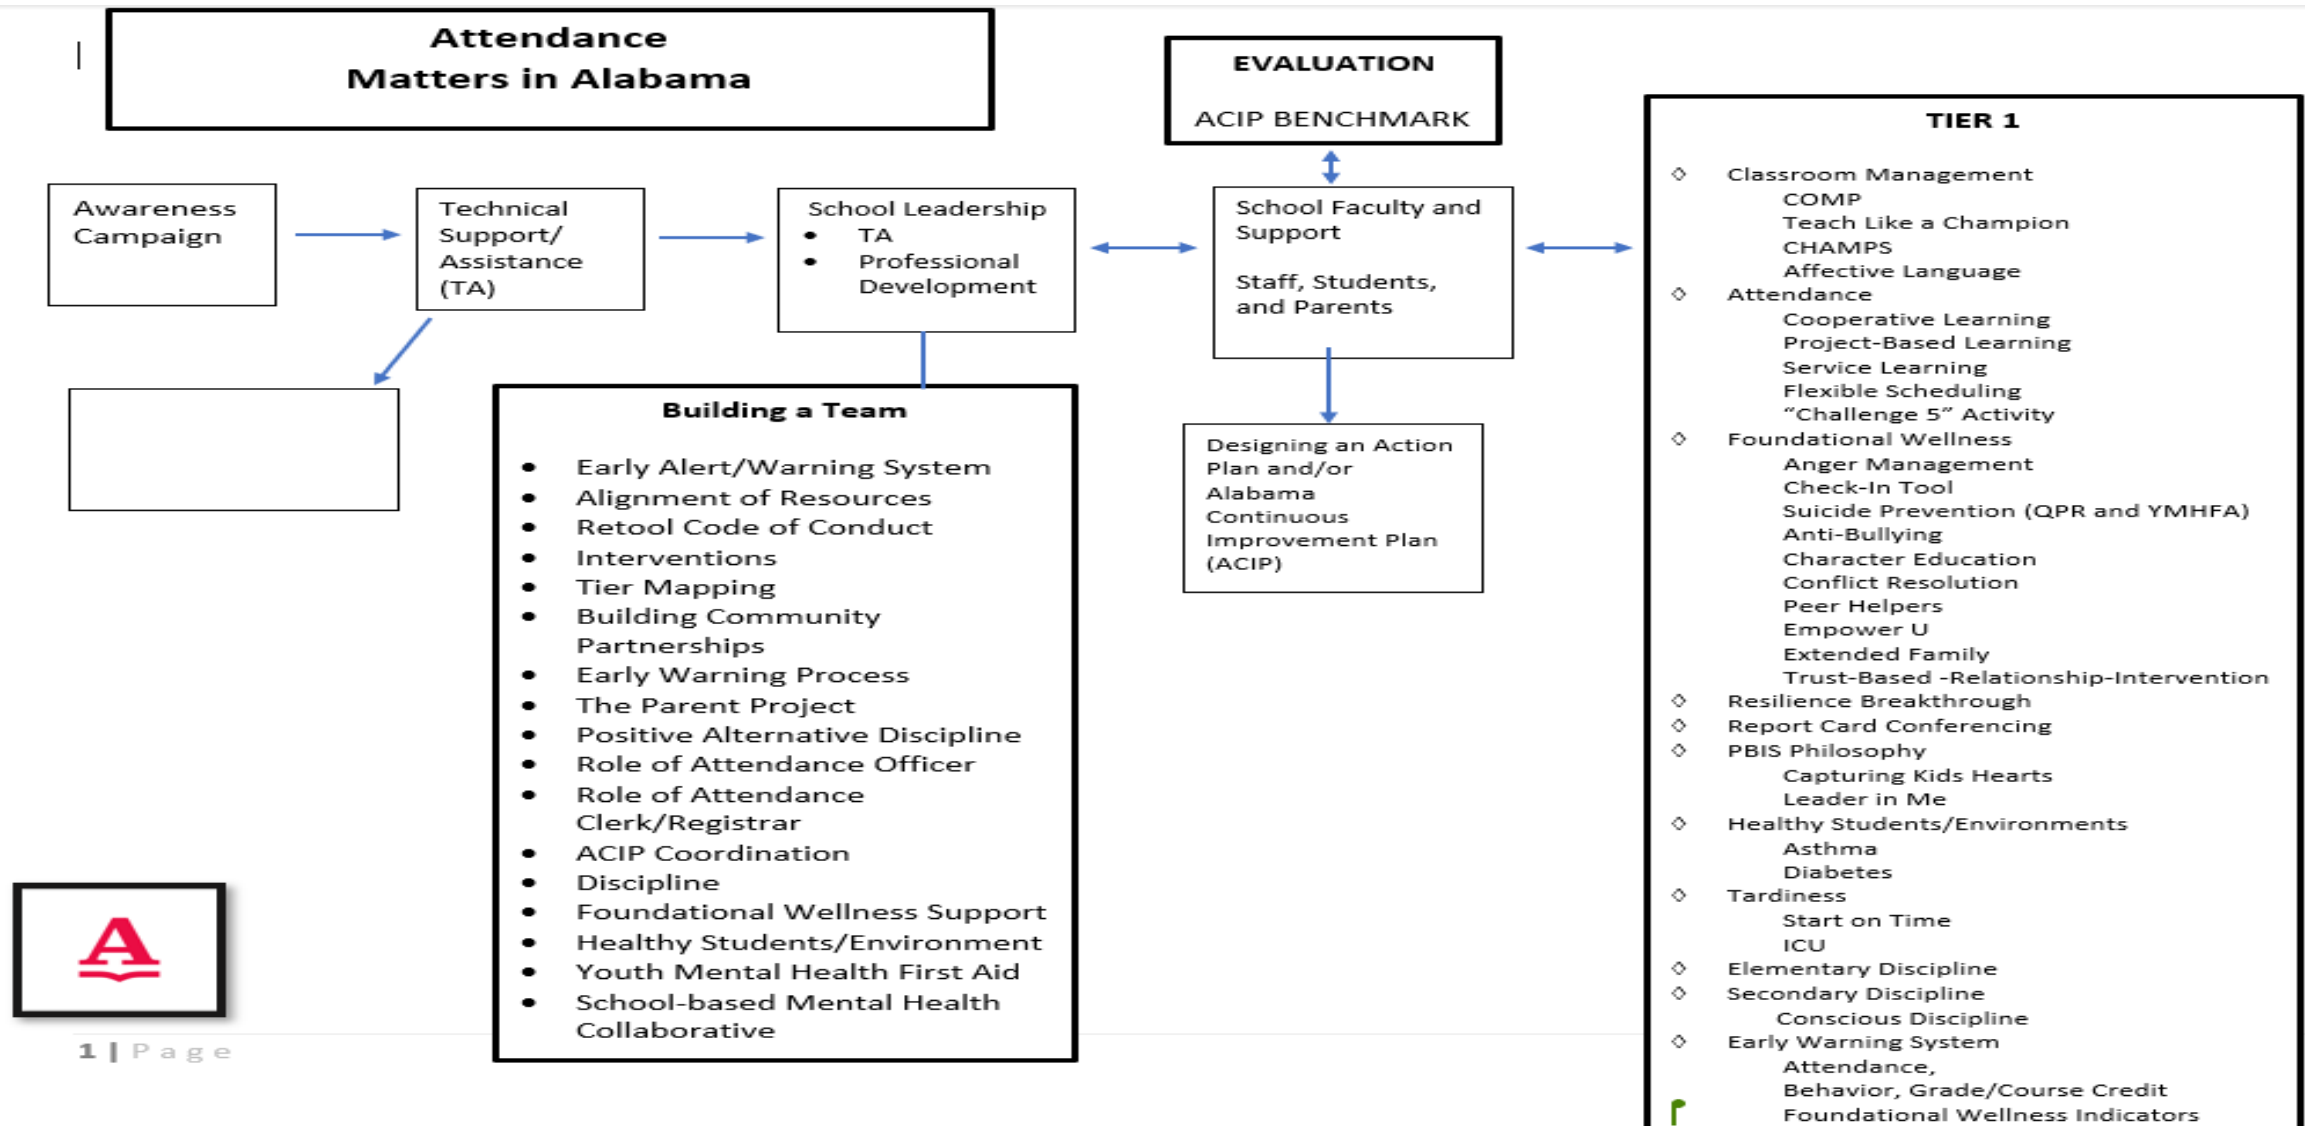 Attendance
Matters in Alabama
EVALUATION
ACIP BENCHMARK
Awareness
Campaign
Technical
Support/
Assistance
(TA)
School Leadership
• TA
• Professional
Development
School Faculty and
Support
Staff, Students,
and Parents
Building a Team
• Early Alert/Warning System
• Alignment of Resources
• Retool Code of Conduct
• Interventions
• Tier Mapping
• Building Community
Partnerships
• Early Warning Process
• The Parent Project
• Positive Alternative Discipline
• Role of Attendance Officer
• Role of Attendance
Clerk/Registrar
• ACIP Coordination
• Discipline
• Foundational Wellness Support
• Healthy Students/Environment
• Youth Mental Health First Aid
• School-based Mental Health
Collaborative
Designing an Action
Plan and/or
Alabama
Continuous
Improvement Plan
(ACIP)
TIER 1
◊ Classroom Management
COMP
Teach Like a Champion
CHAMPS
Affective Language
◊ Attendance
Cooperative Learning
Project-Based Learning
Service Learning
Flexible Scheduling
“Challenge 5” Activity
◊ Foundational Wellness
Anger Management
Check-In Tool
Suicide Prevention (QPR and YMHFA)
Anti-Bullying
Character Education
Conflict Resolution
Peer Helpers
Empower U
Extended Family
Trust-Based -Relationship-Intervention
◊ Resilience Breakthrough
◊ Report Card Conferencing
◊ PBIS Philosophy
Capturing Kids Hearts
Leader in Me
◊ Healthy Students/Environments
Asthma
Diabetes
◊ Tardiness
Start on Time
ICU
◊ Elementary Discipline
◊ Secondary Discipline
Conscious Discipline
◊ Early Warning System
Attendance,
Behavior, Grade/Course Credit
Foundational Wellness Indicators
A
1 | Page